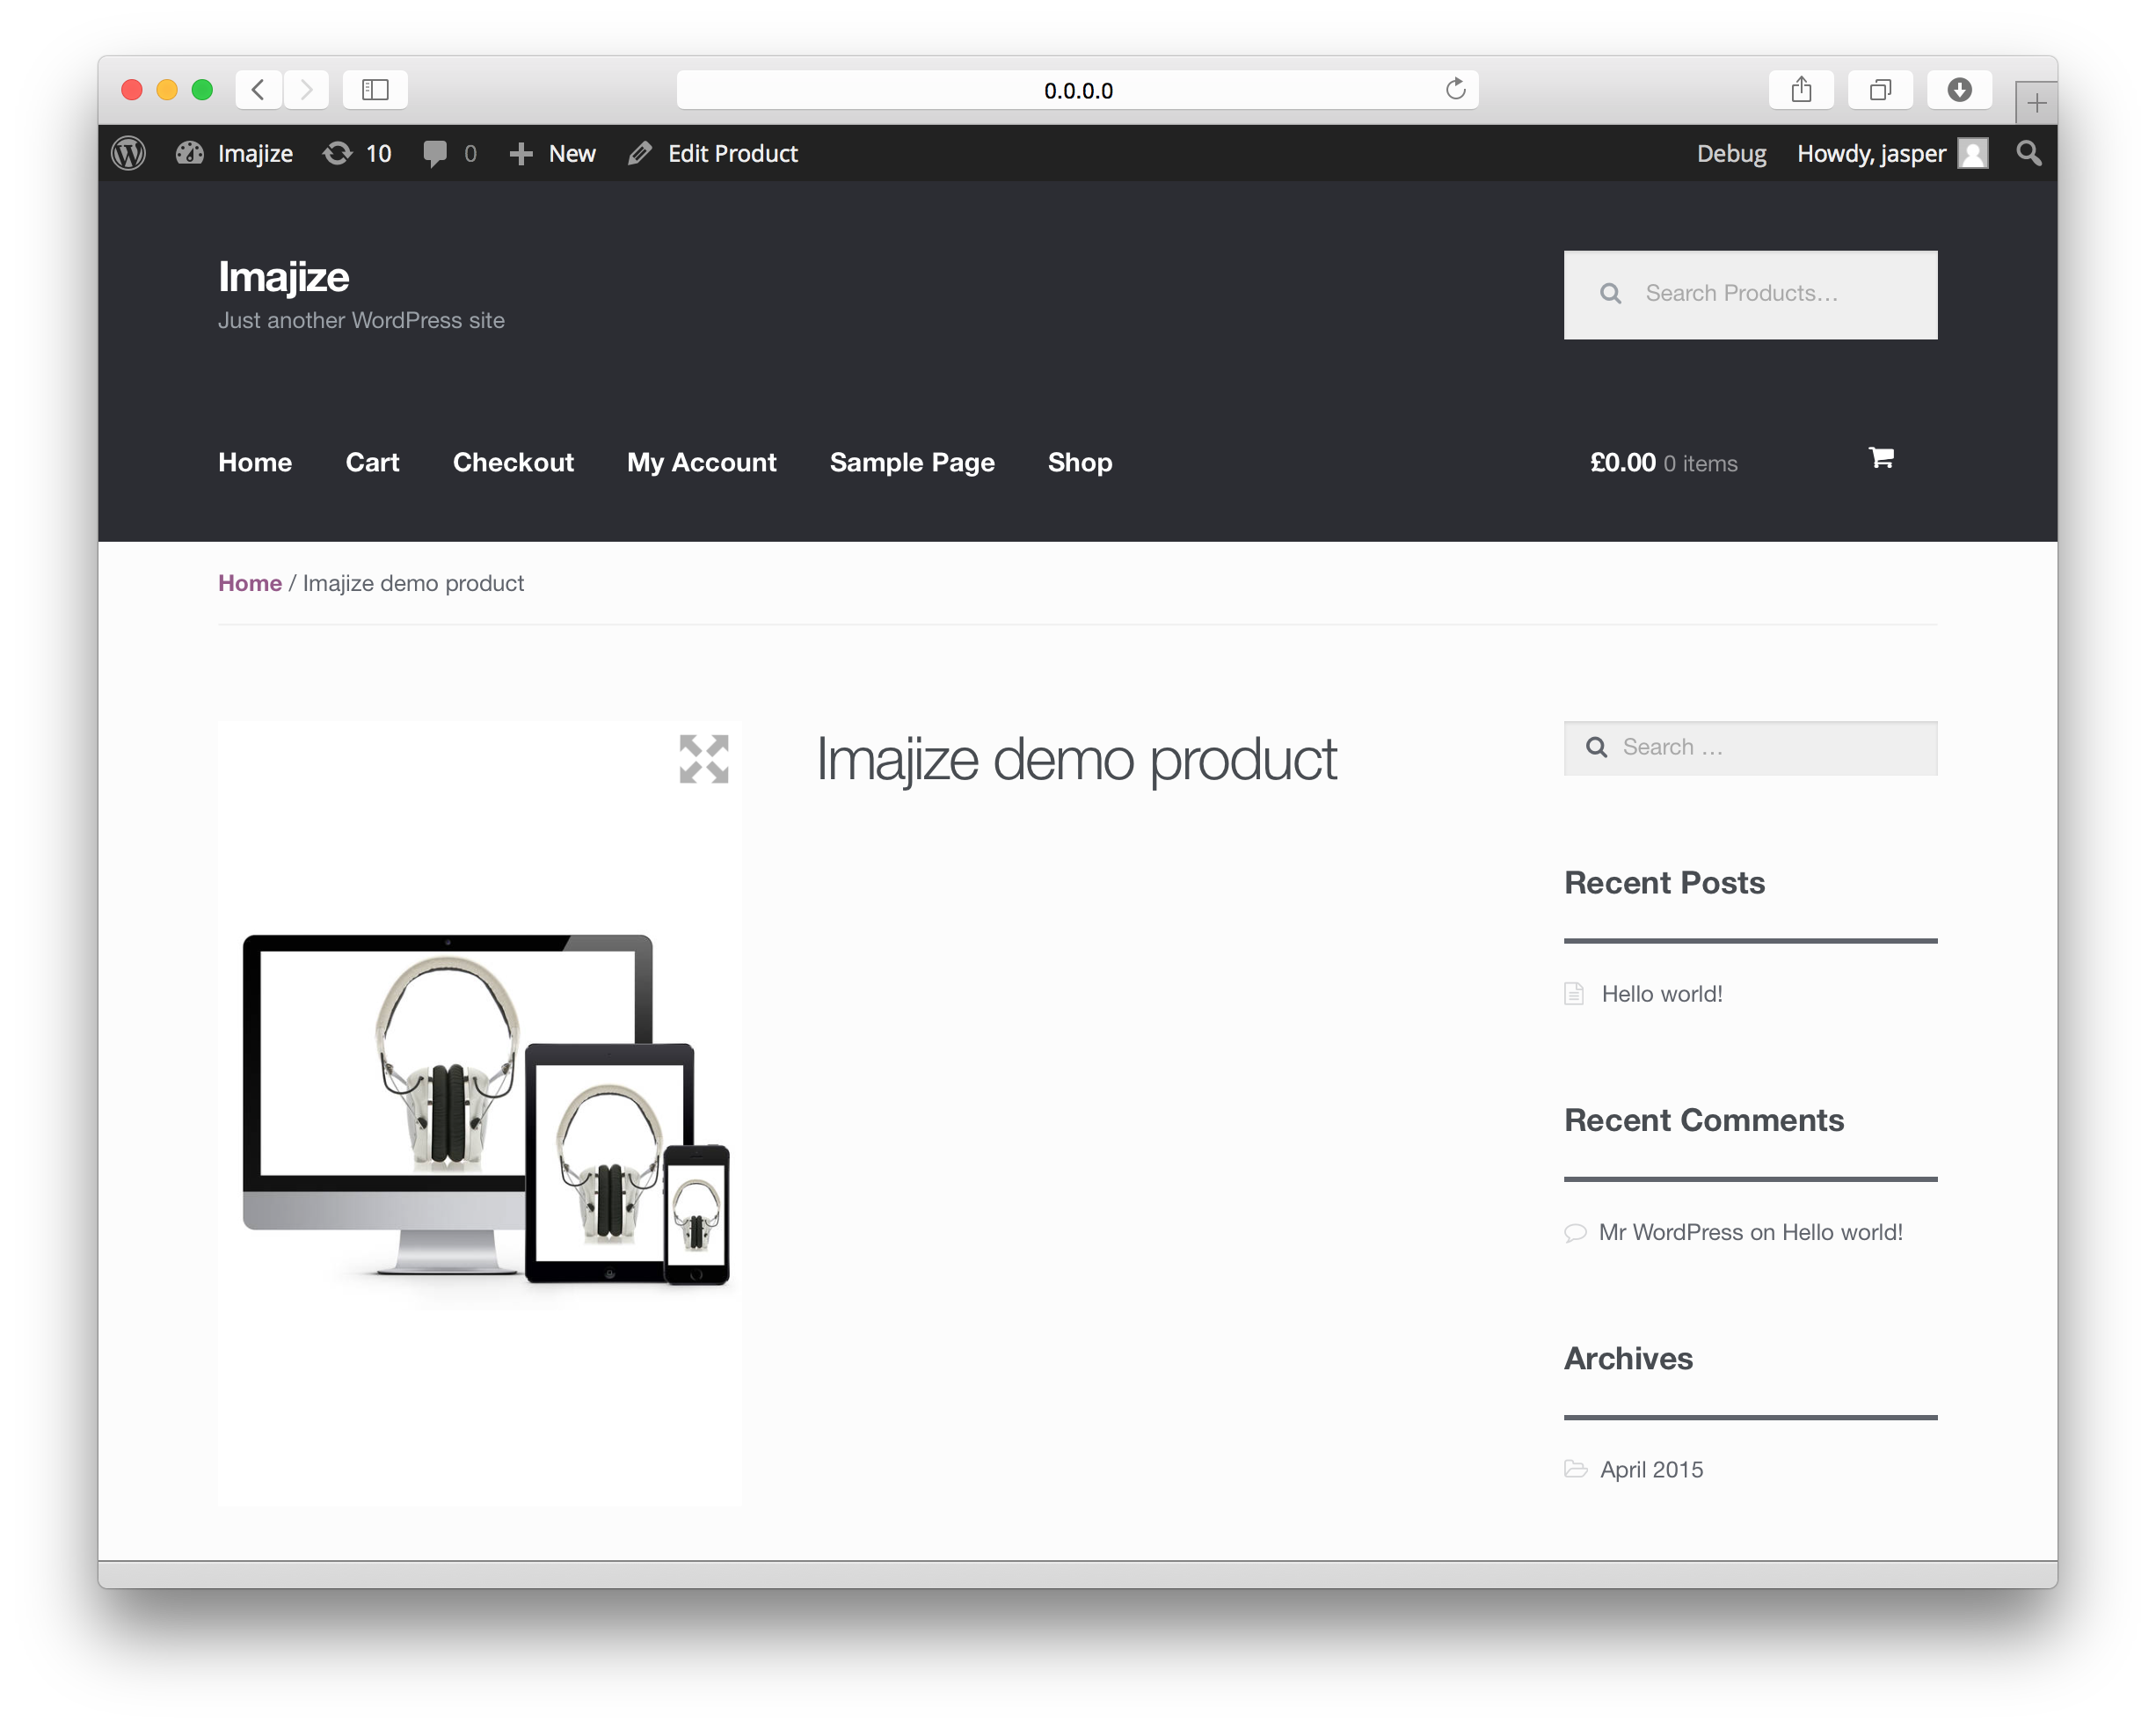 0.0.0.0
Imajize 10 0 New Edit Product Debug Howdy, jasper
Imajize
Just another WordPress site
Search Products...
Home Cart Checkout My Account Sample Page Shop £0.00 0 items
Home / Imajize demo product
Imajize demo product
Search ...
Recent Posts
Hello world!
Recent Comments
Mr WordPress on Hello world!
Archives
April 2015